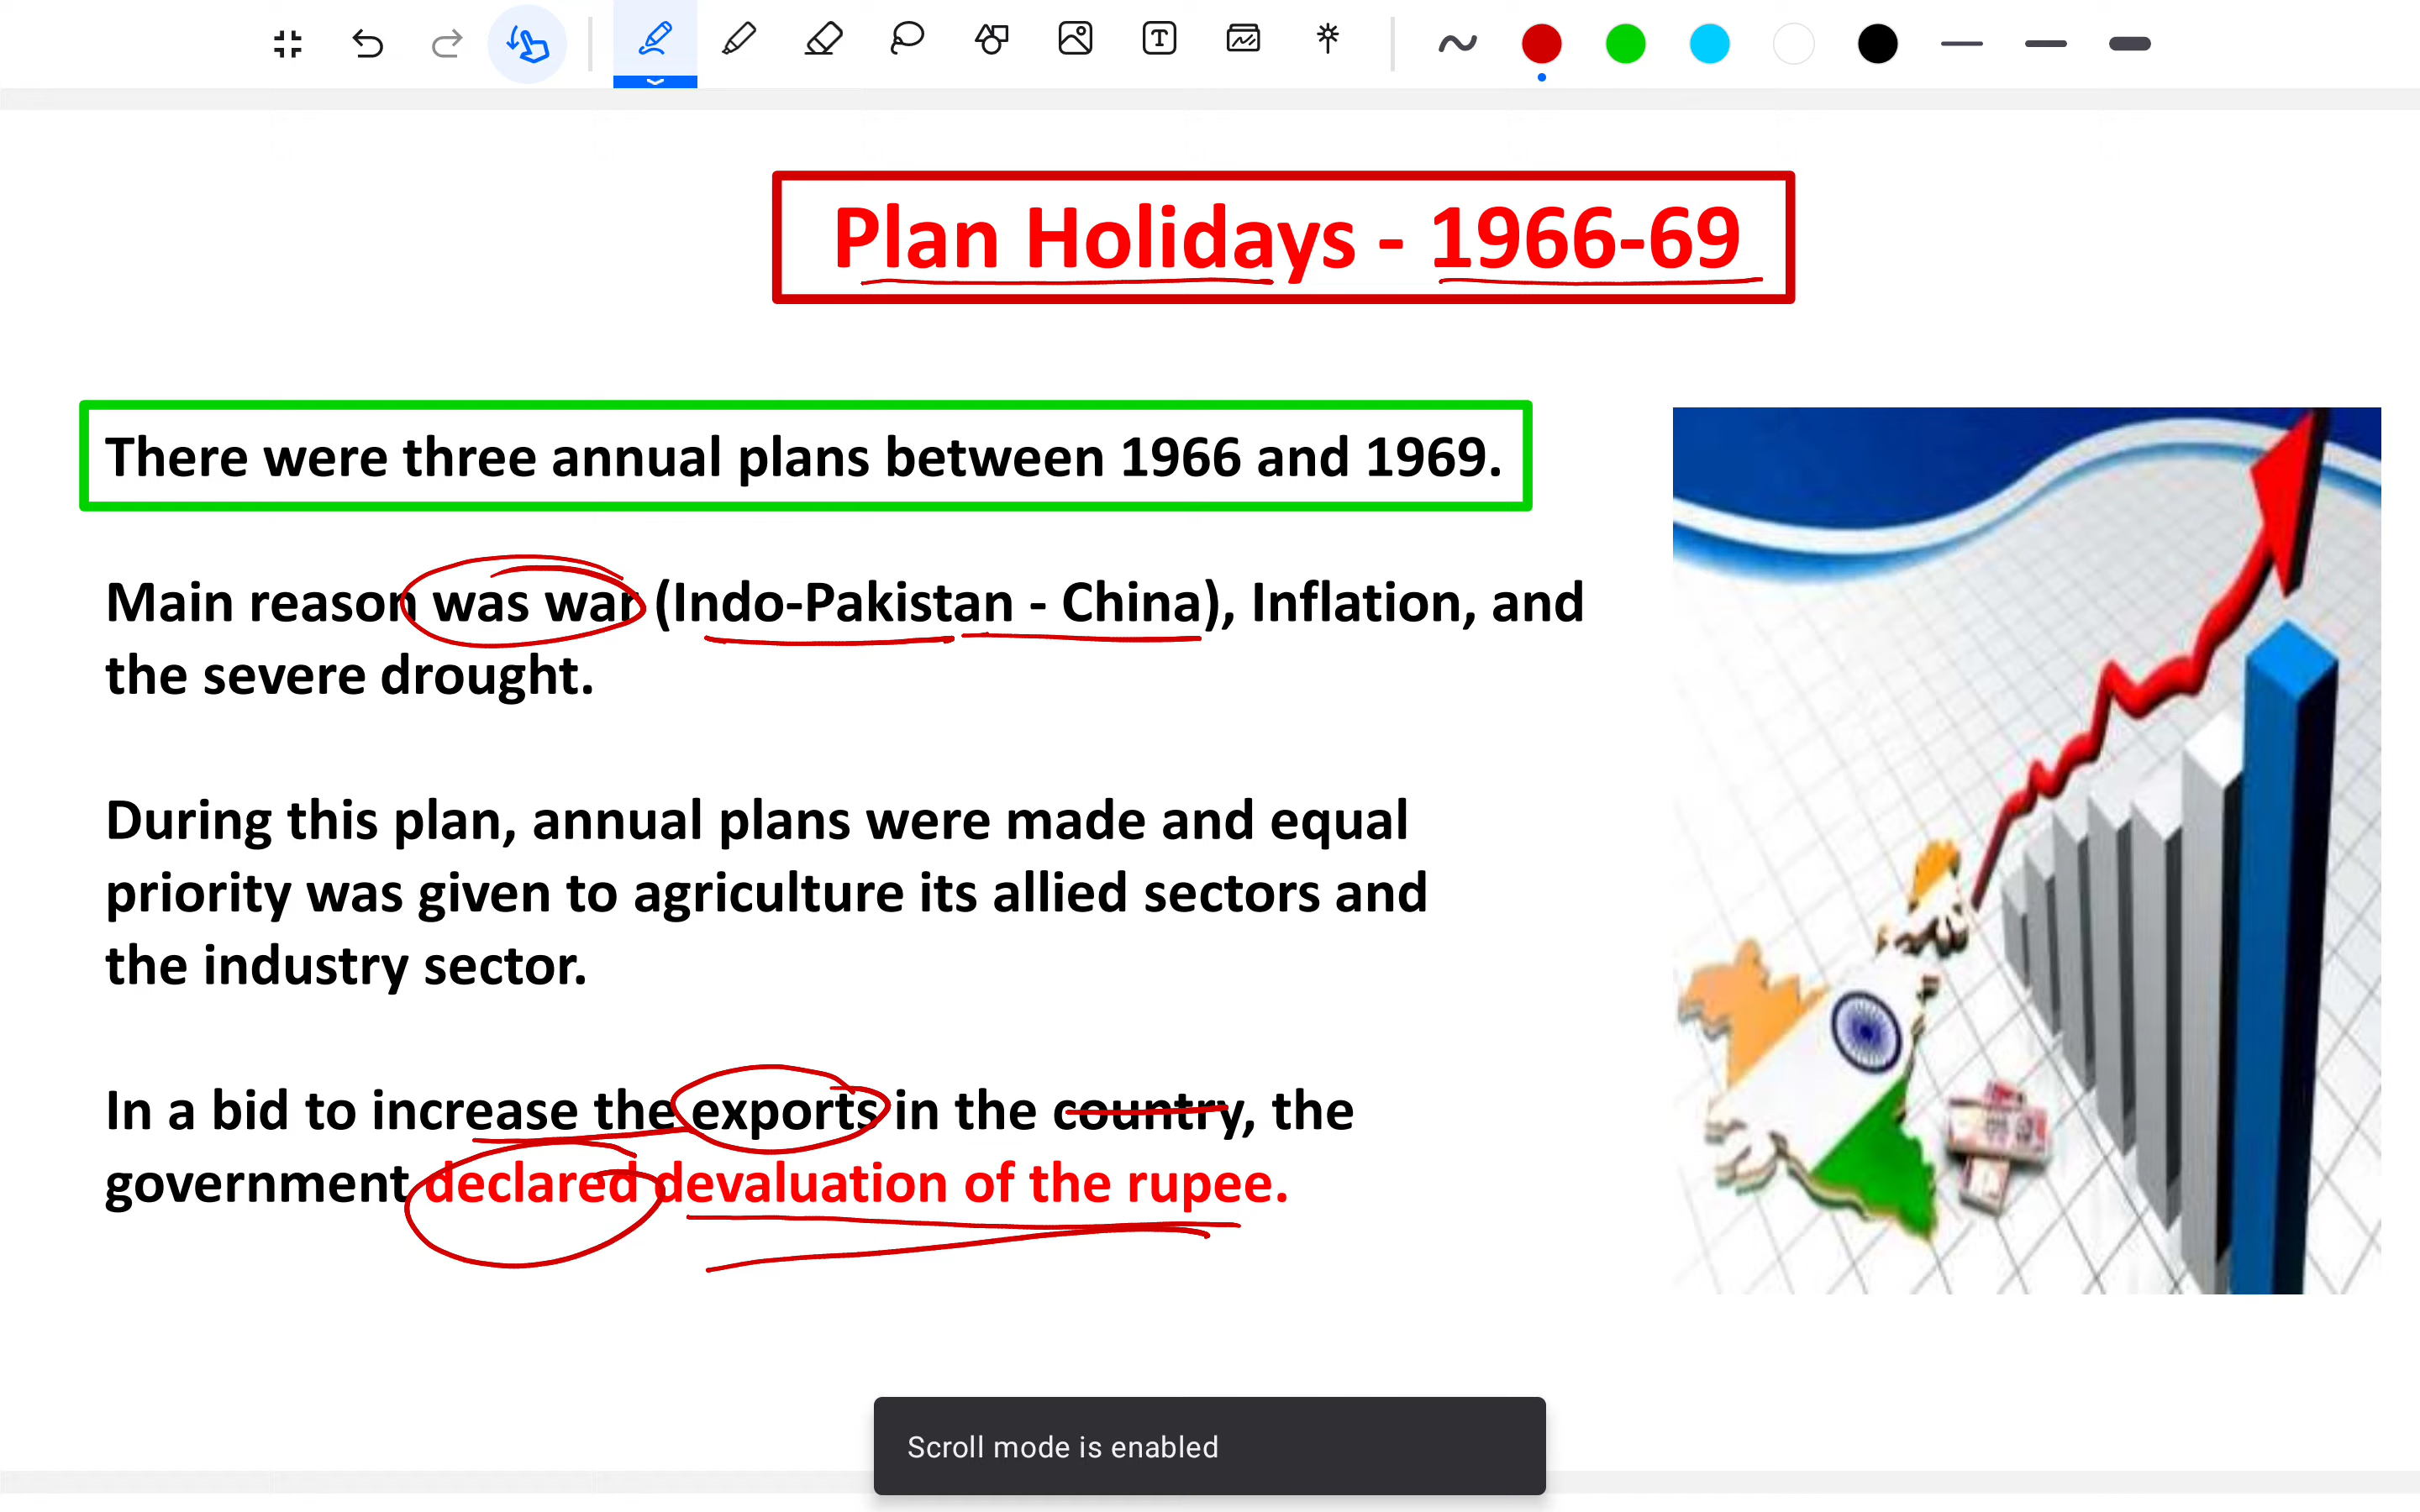 Plan Holidays - 1966-69
There were three annual plans between 1966 and 1969.
Main reason was war (Indo-Pakistan - China), Inflation, and
the severe drought.
During this plan, annual plans were made and equal
priority was given to agriculture its allied sectors and
the industry sector.
In a bid to increase the exports in the country, the
government declared devaluation of the rupee.
Scroll mode is enabled